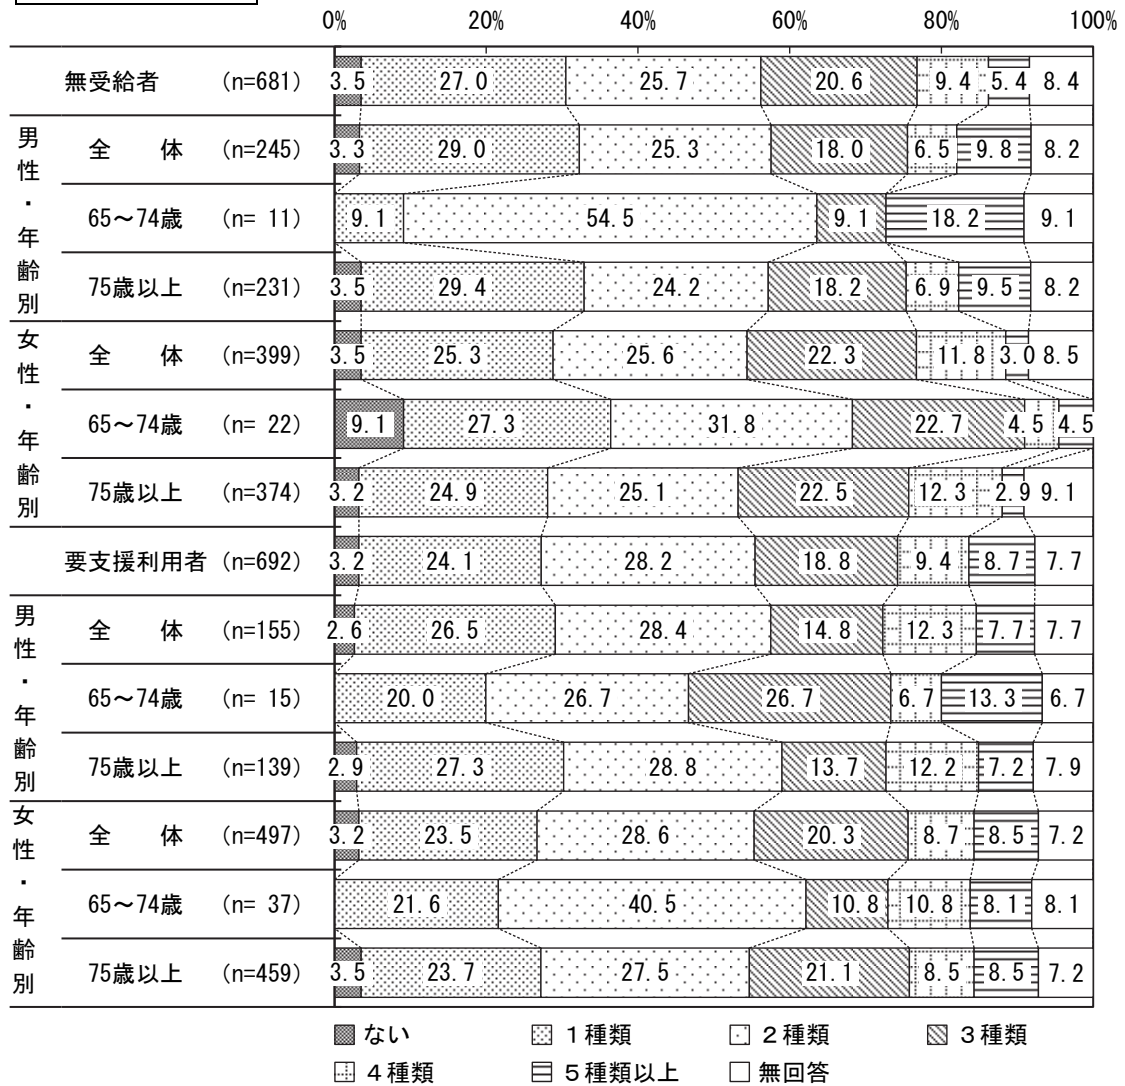 0% 20% 40% 60% 80% 100%
無受給者 (n=681) 3.5 27.0 25.7 20.6 9.4 5.4 8.4
男性・年齢別
全　体 (n=245) 3.3 29.0 25.3 18.0 6.5 9.8 8.2
65～74歳 (n= 11) 9.1 54.5 9.1 18.2 9.1
75歳以上 (n=231) 3.5 29.4 24.2 18.2 6.9 9.5 8.2
女性・年齢別
全　体 (n=399) 3.5 25.3 25.6 22.3 11.8 3.0 8.5
65～74歳 (n= 22) 9.1 27.3 31.8 22.7 4.5 4.5
75歳以上 (n=374) 3.2 24.9 25.1 22.5 12.3 2.9 9.1
要支援利用者 (n=692) 3.2 24.1 28.2 18.8 9.4 8.7 7.7
男性・年齢別
全　体 (n=155) 2.6 26.5 28.4 14.8 12.3 7.7 7.7
65～74歳 (n= 15) 20.0 26.7 26.7 6.7 13.3 6.7
75歳以上 (n=139) 2.9 27.3 28.8 13.7 12.2 7.2 7.9
女性・年齢別
全　体 (n=497) 3.2 23.5 28.6 20.3 8.7 8.5 7.2
65～74歳 (n= 37) 21.6 40.5 10.8 10.8 8.1 8.1
75歳以上 (n=459) 3.5 23.7 27.5 21.1 8.5 8.5 7.2
ない １種類 ２種類 ３種類
４種類 ５種類以上 無回答